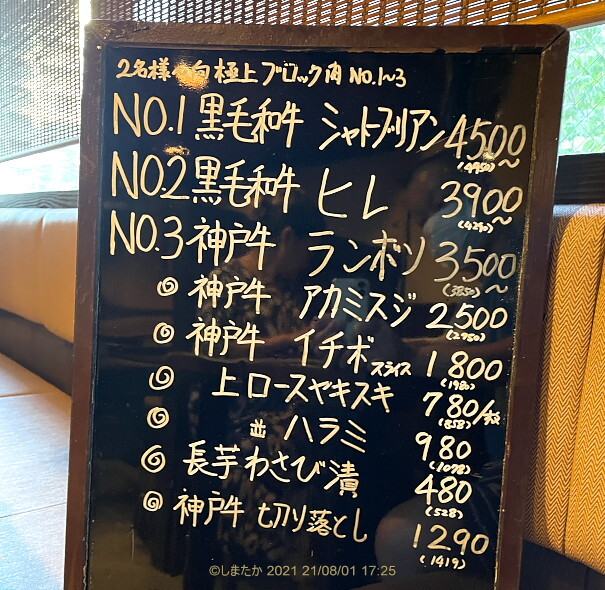 2名様〜向 極上ブロック肉 NO.1~3
NO.1 黒毛和牛 シャトブリアン 4500~
(4950)
NO.2 黒毛和牛 ヒレ 3900~
(4290)
NO.3 神戸牛 ランボソ 3500~
(3850)
神戸牛 アカミスジ 2500
(2750)
神戸牛 イチボ スライス 1800
(1980)
上ロースヤキスキ 780/枚
(858)
並 ハラミ 980
(1078)
長芋わさび漬 480
(528)
神戸牛 切り落とし 1290
(1419)
©しまたか 2021 21/08/01 17:25